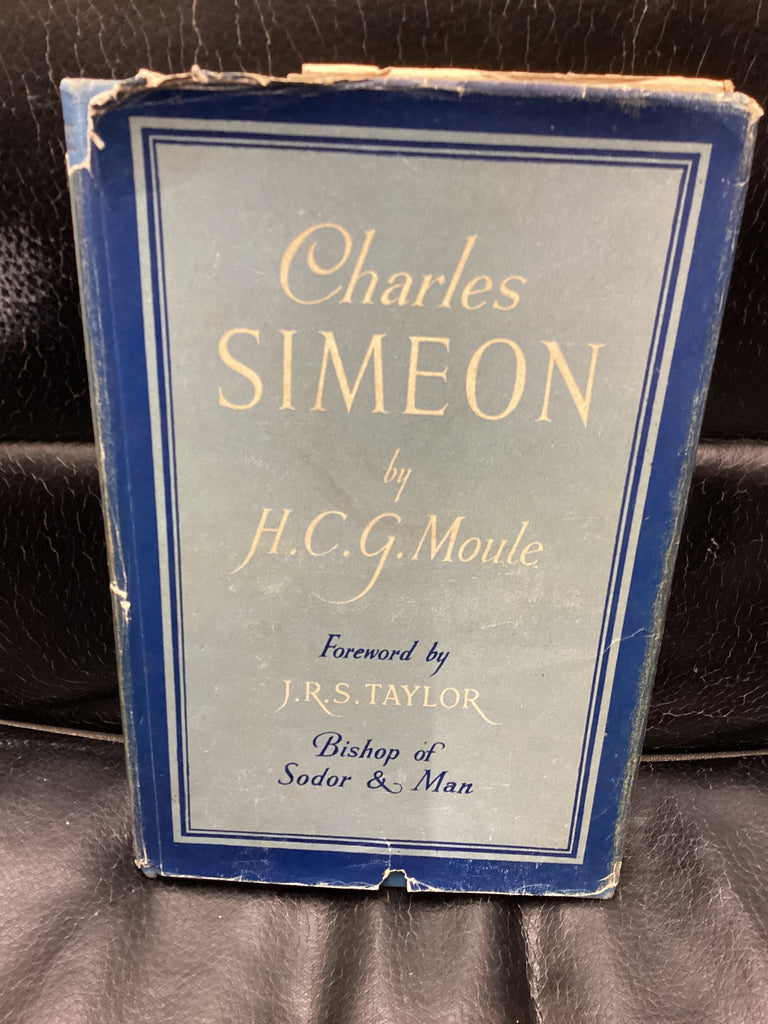 Charles
SIMEON
by
H.C.G. Moule
Foreword by
J.R.S. TAYLOR
Bishop of
Sodor & Man